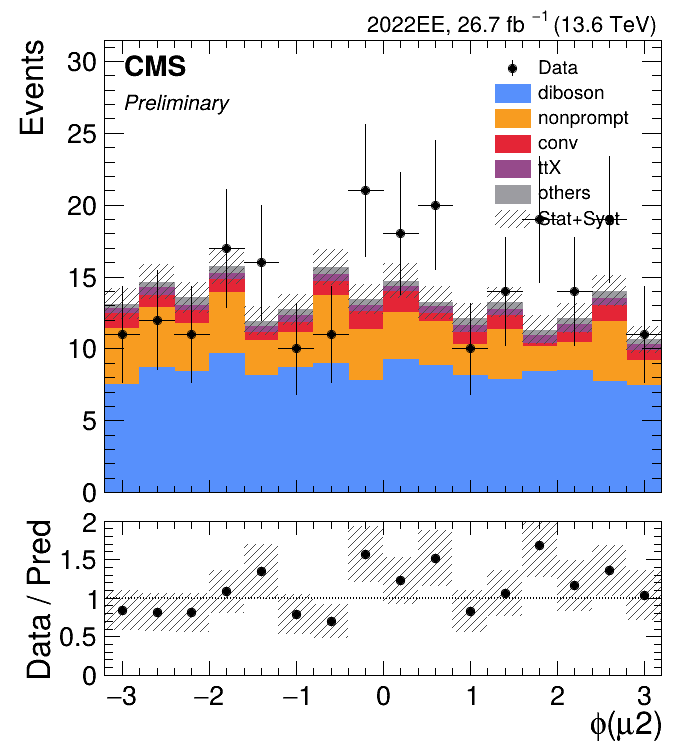 2022EE, 26.7 fb⁻¹ (13.6 TeV)
Events
30
25
20
15
10
5
0
CMS
Preliminary
Data
diboson
nonprompt
conv
ttX
others
Stat+Syst
Data / Pred
2
1.5
1
0.5
0
−3 −2 −1 0 1 2 3
ϕ(μ2)